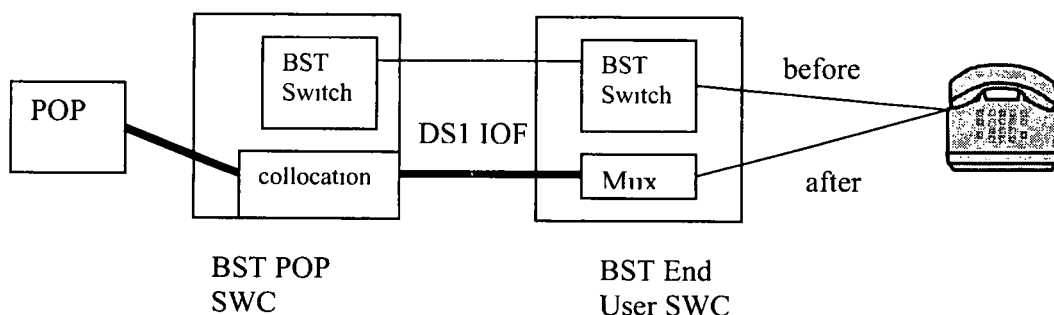 POP
BST
Switch
collocation
BST POP
SWC
DS1 IOF
BST
Switch
Mux
BST End
User SWC
before
after